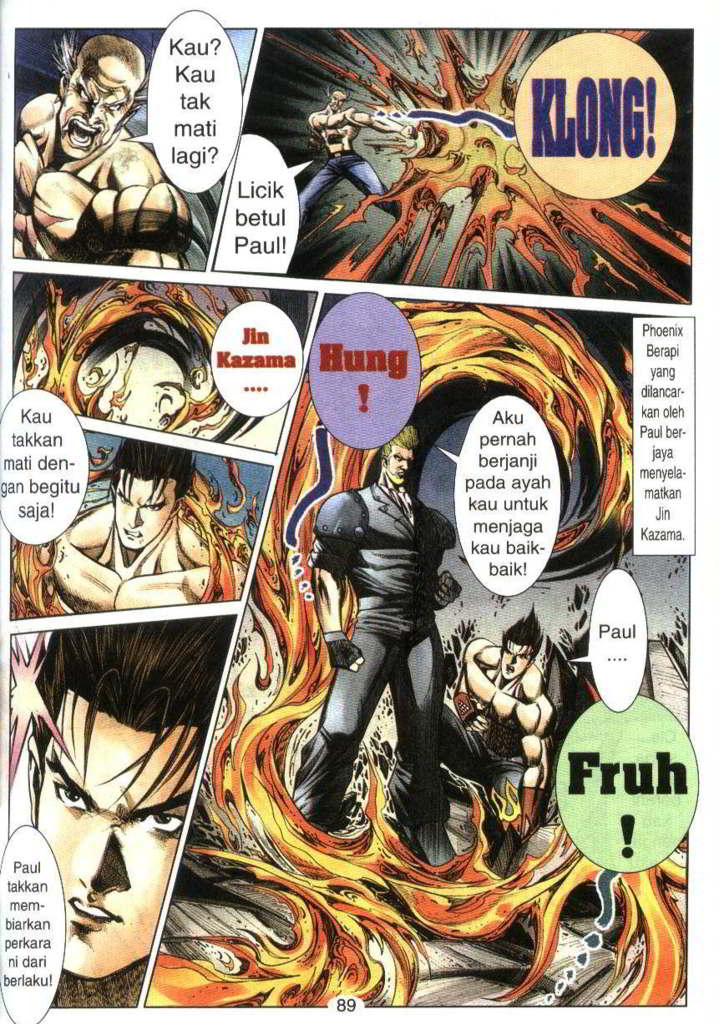 Kau?
Kau
tak
mati
lagi?
Licik
betul
Paul!
KLONG!
Jin
Kazama
....
Kau
takkan
mati den-
gan begitu
saja!
Paul
takkan
mem-
biarkan
perkara
ni dari
berlaku!
Hung
!
Aku
pernah
berjanji
pada ayah
kau untuk
menjaga
kau baik-
baik!
Phoenix
Berapi
yang
dilancar-
kan oleh
Paul ber-
jaya
menyela-
matkan
Jin
Kazama.
Paul
....
Fruh
!
89